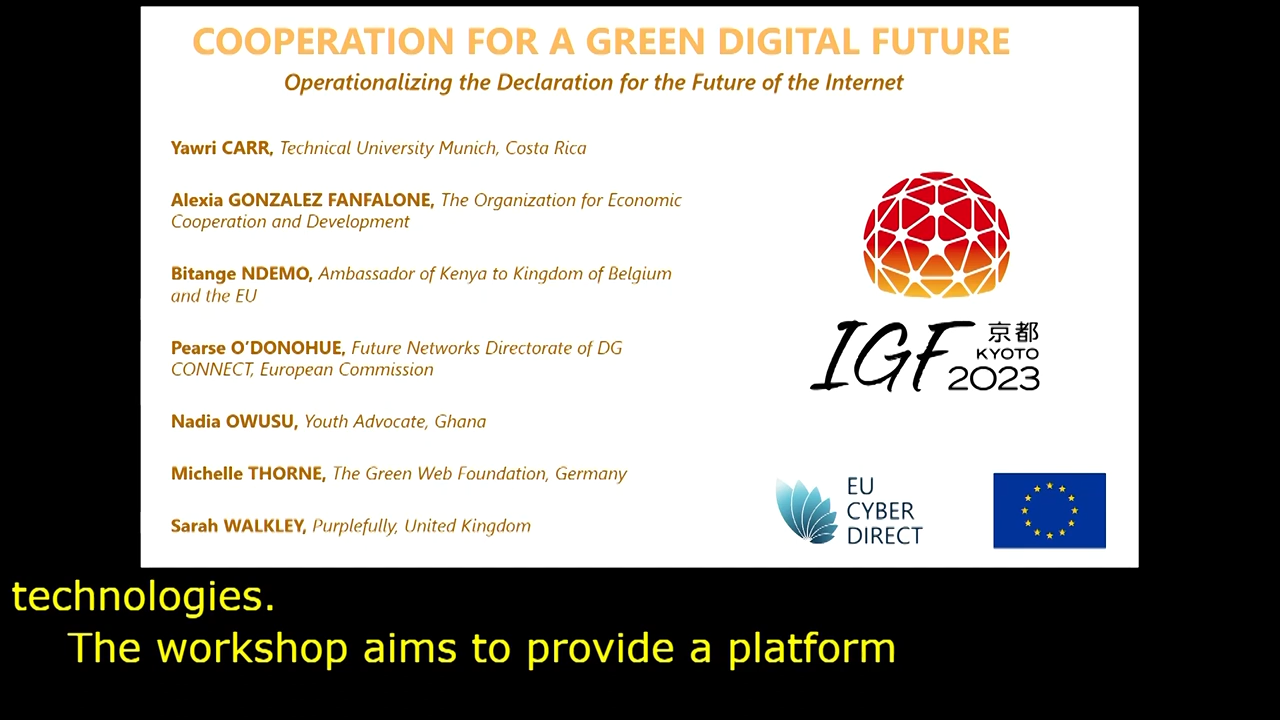 COOPERATION FOR A GREEN DIGITAL FUTURE
Operationalizing the Declaration for the Future of the Internet
Yawri CARR, Technical University Munich, Costa Rica
Alexia GONZALEZ FANFALONE, The Organization for Economic
Cooperation and Development
Bitange NDEMO, Ambassador of Kenya to Kingdom of Belgium
and the EU
Pearse O'DONOHUE, Future Networks Directorate of DG
CONNECT, European Commission
Nadia OWUSU, Youth Advocate, Ghana
Michelle THORNE, The Green Web Foundation, Germany
Sarah WALKLEY, Purplefully, United Kingdom
IGF
京都
KYOTO
2023
EU
CYBER
DIRECT
technologies.
The workshop aims to provide a platform